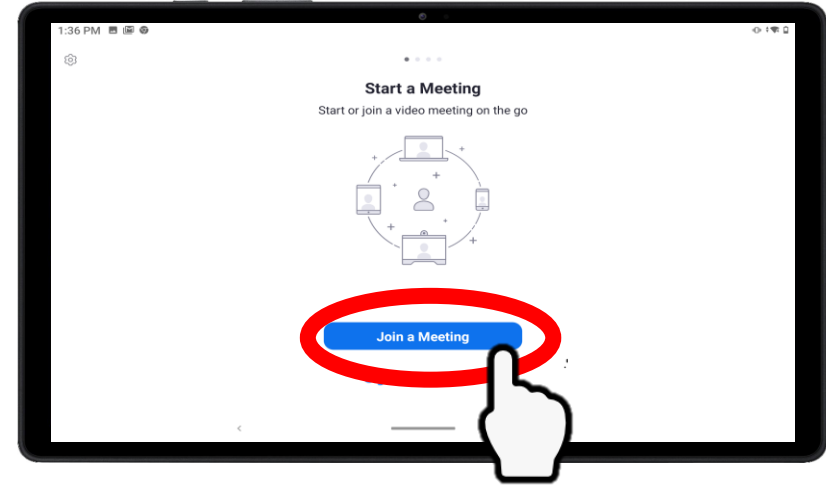 1:36 PM
Start a Meeting
Start or join a video meeting on the go
Join a Meeting